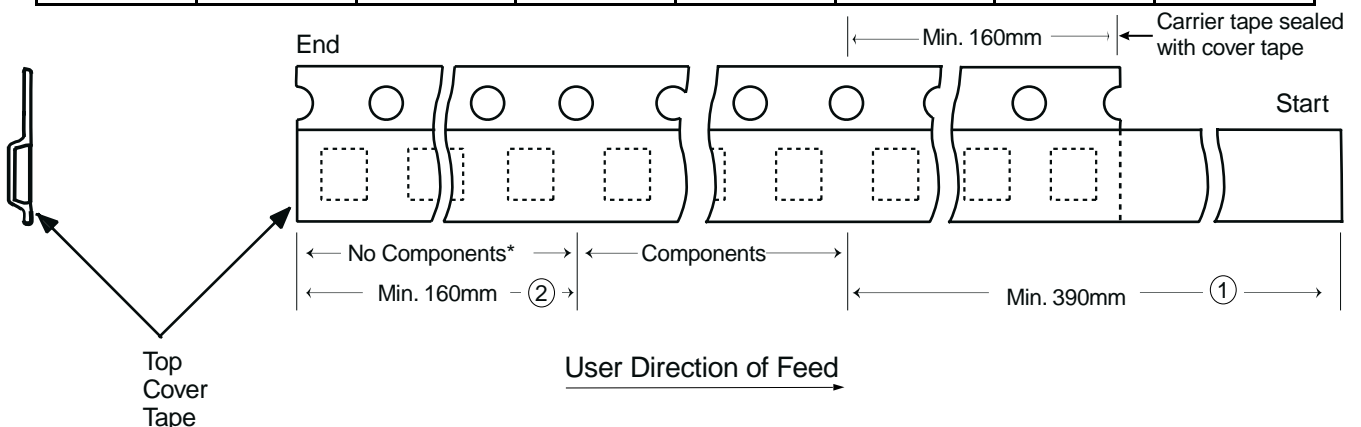 Min. 160mm
Carrier tape sealed
with cover tape
End
Start
No Components*
Components
Min. 160mm
②
Min. 390mm
①
User Direction of Feed
Top
Cover
Tape